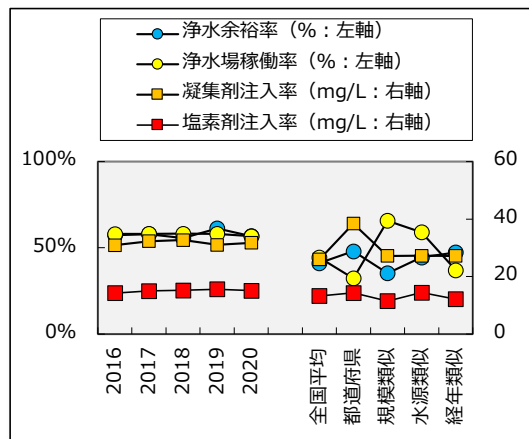 浄水余裕率（%：左軸）
浄水場稼働率（%：左軸）
凝集剤注入率（mg/L：右軸）
塩素剤注入率（mg/L：右軸）
100%
50%
0%
60
40
20
0
2016
2017
2018
2019
2020
全国平均
都道府県
規模類似
水源類似
経年類似